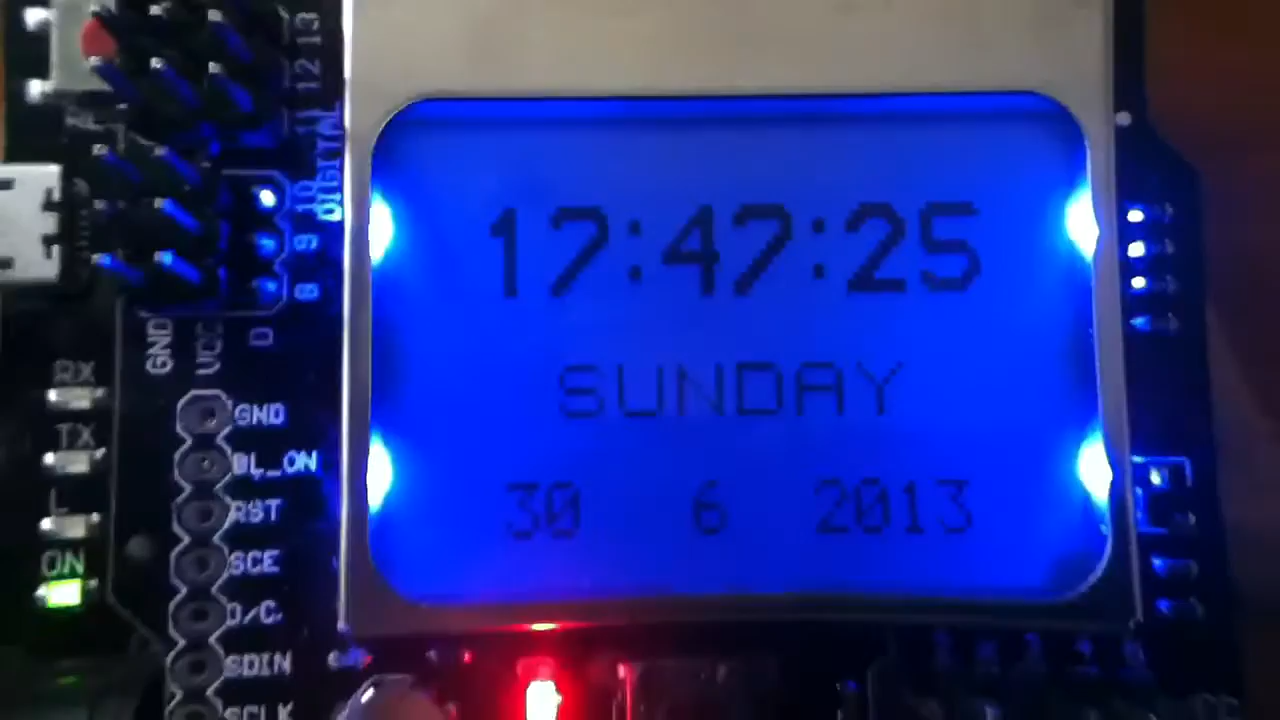 13
12
11
10
9
8
DIGITAL
GND
VCC
D
17:47:25
SUNDAY
30 6 2013
RX
TX
L
ON
GND
BL_ON
RST
SCE
D/C
SDIN
SCLK